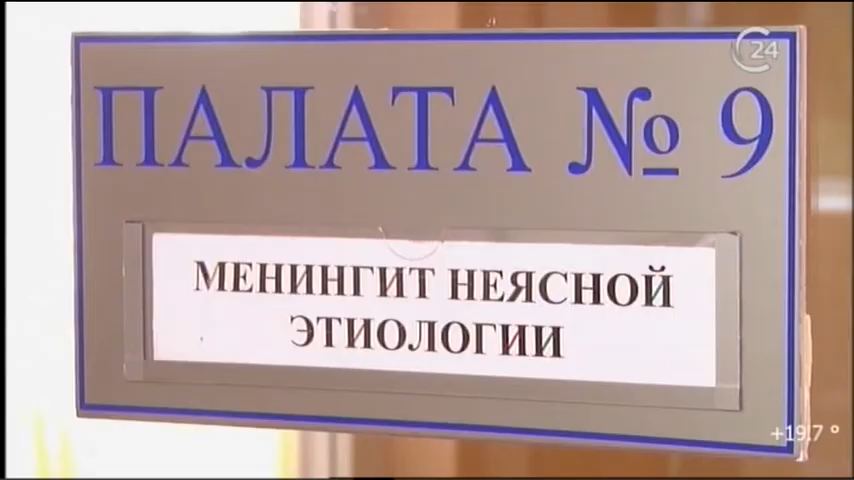 24
ПАЛАТА № 9
МЕНИНГИТ НЕЯСНОЙ
ЭТИОЛОГИИ
+19.7 °